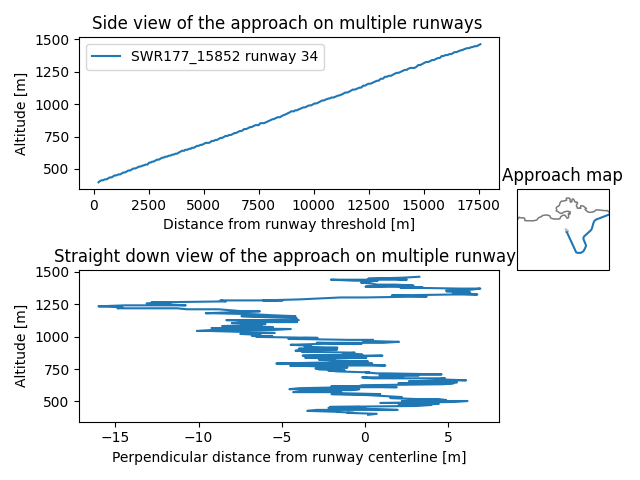 Side view of the approach on multiple runways
1500
1250
1000
750
500
Altitude [m]
SWR177_15852 runway 34
0 2500 5000 7500 10000 12500 15000 17500
Distance from runway threshold [m]
Approach map
Straight down view of the approach on multiple runway
1500
1250
1000
750
500
Altitude [m]
−15 −10 −5 0 5
Perpendicular distance from runway centerline [m]